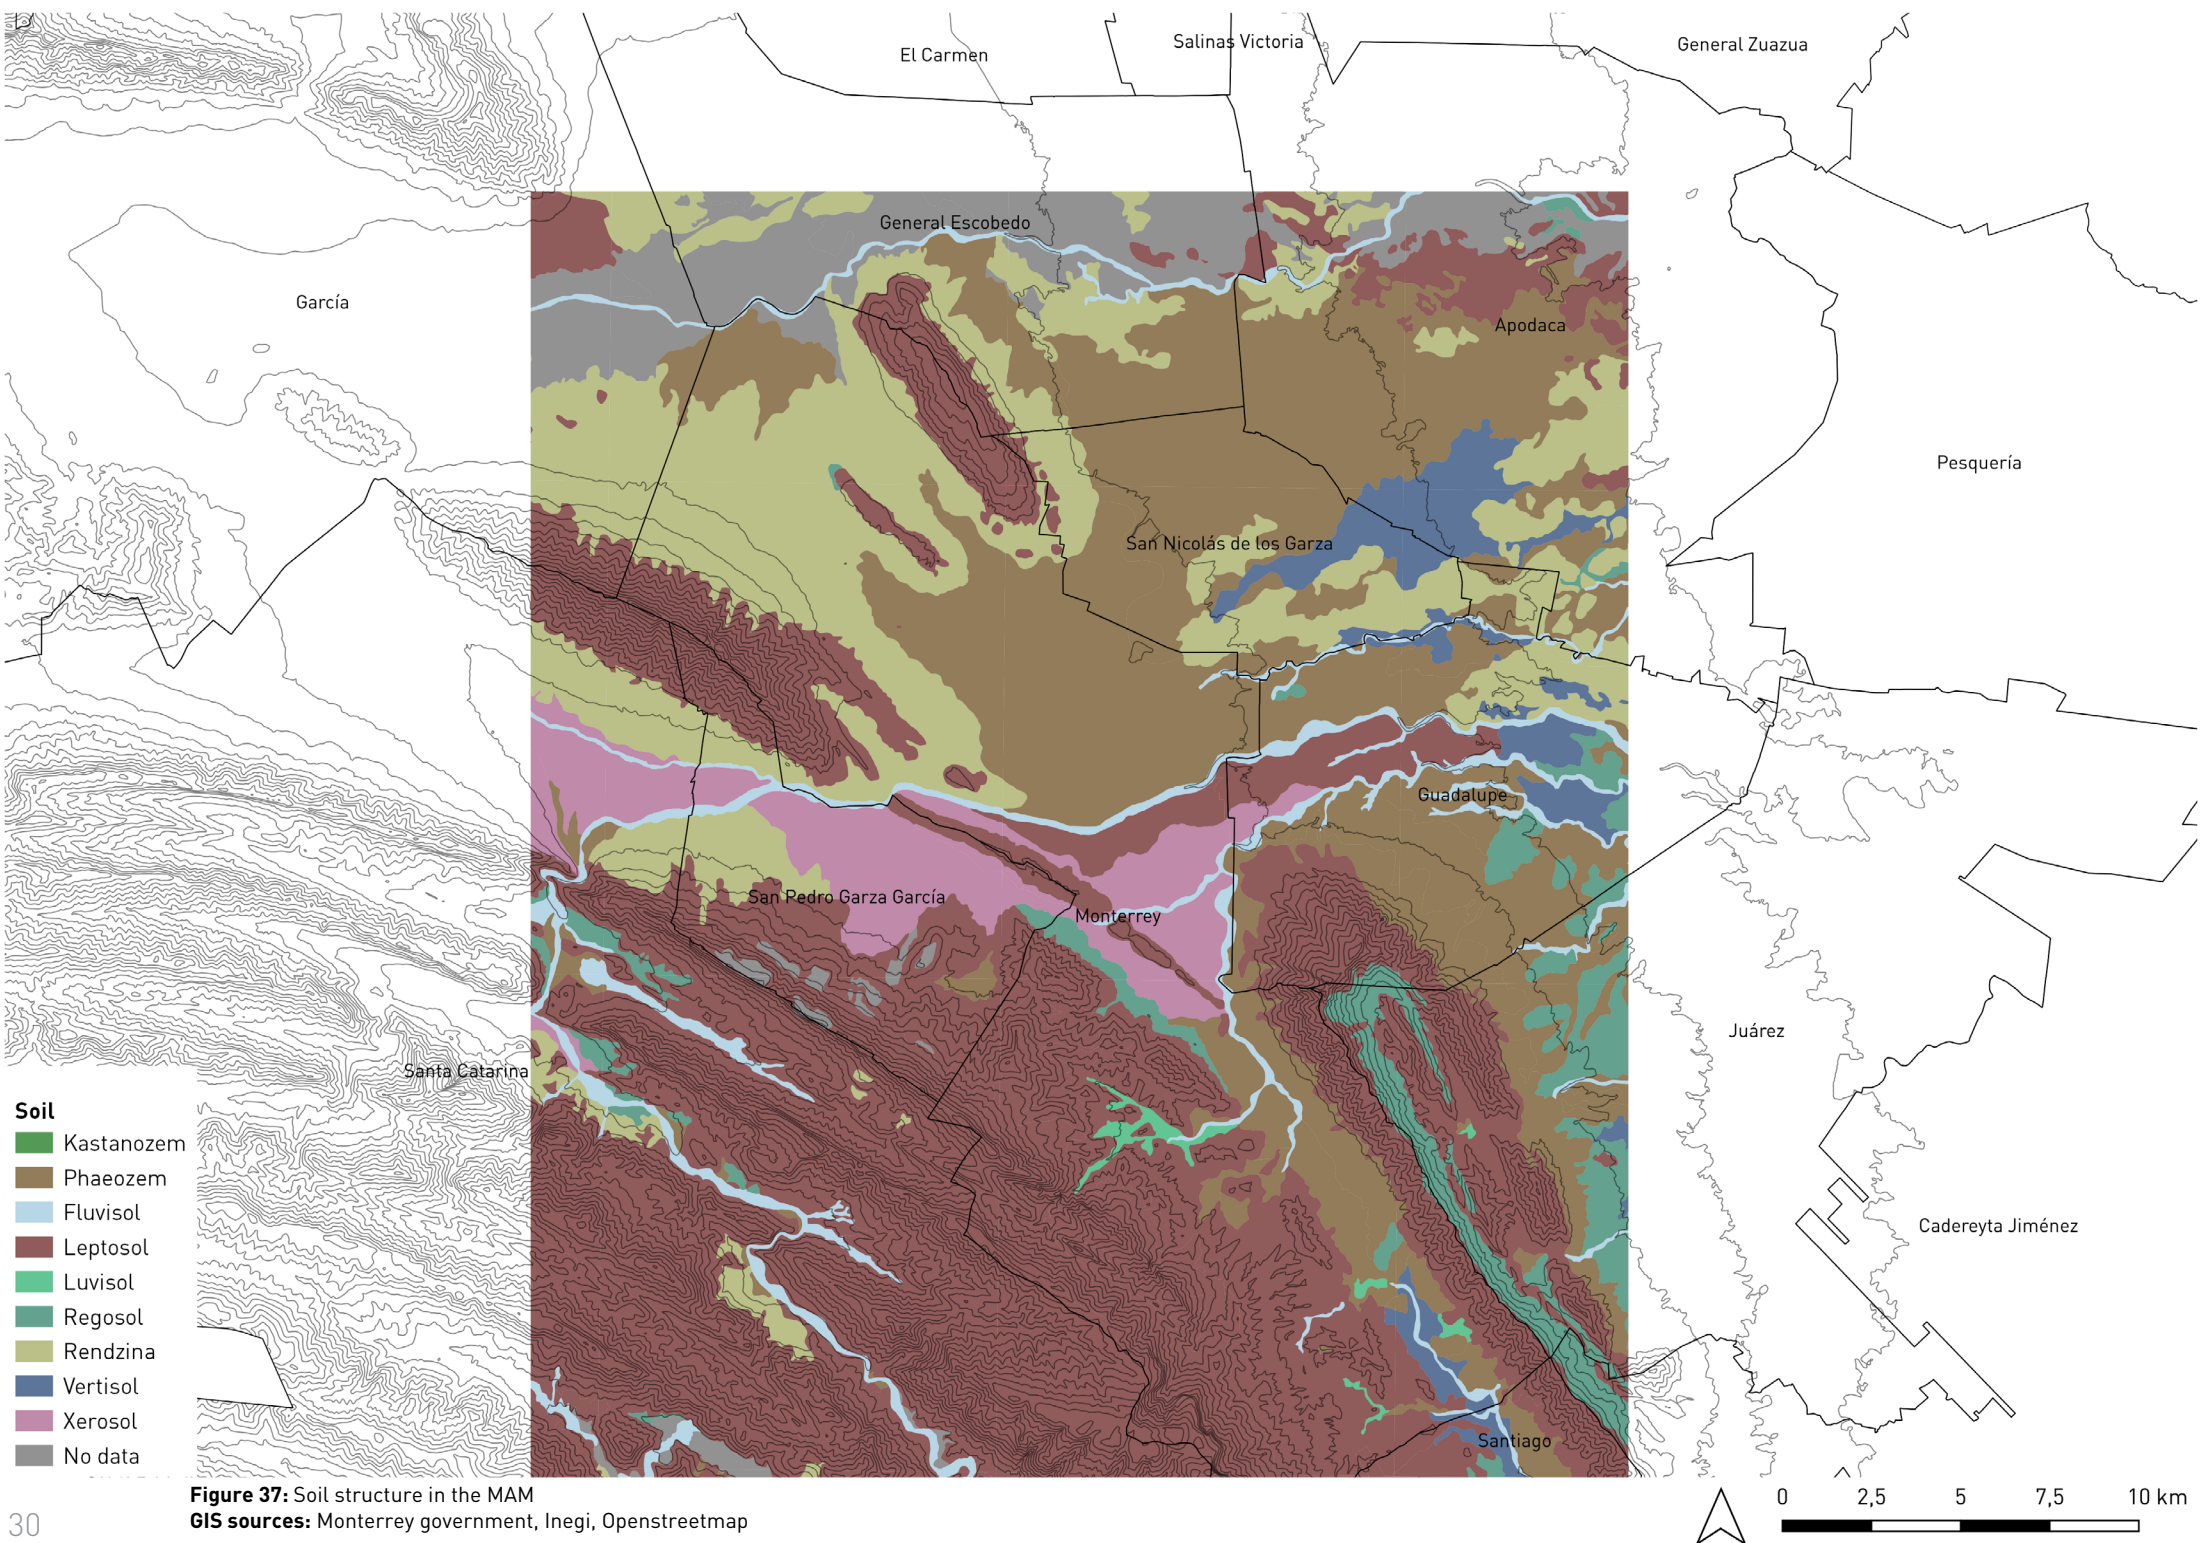 El Carmen
Salinas Victoria
General Zuazua
General Escobedo
García
Apodaca
Pesquería
San Nicolás de los Garza
Guadalupe
San Pedro Garza García
Monterrey
Juárez
Santa Catarina
Cadereyta Jiménez
Santiago
Soil
Kastanozem
Phaeozem
Fluvisol
Leptosol
Luvisol
Regosol
Rendzina
Vertisol
Xerosol
No data
Figure 37: Soil structure in the MAM
GIS sources: Monterrey government, Inegi, Openstreetmap
30
0 2,5 5 7,5 10 km